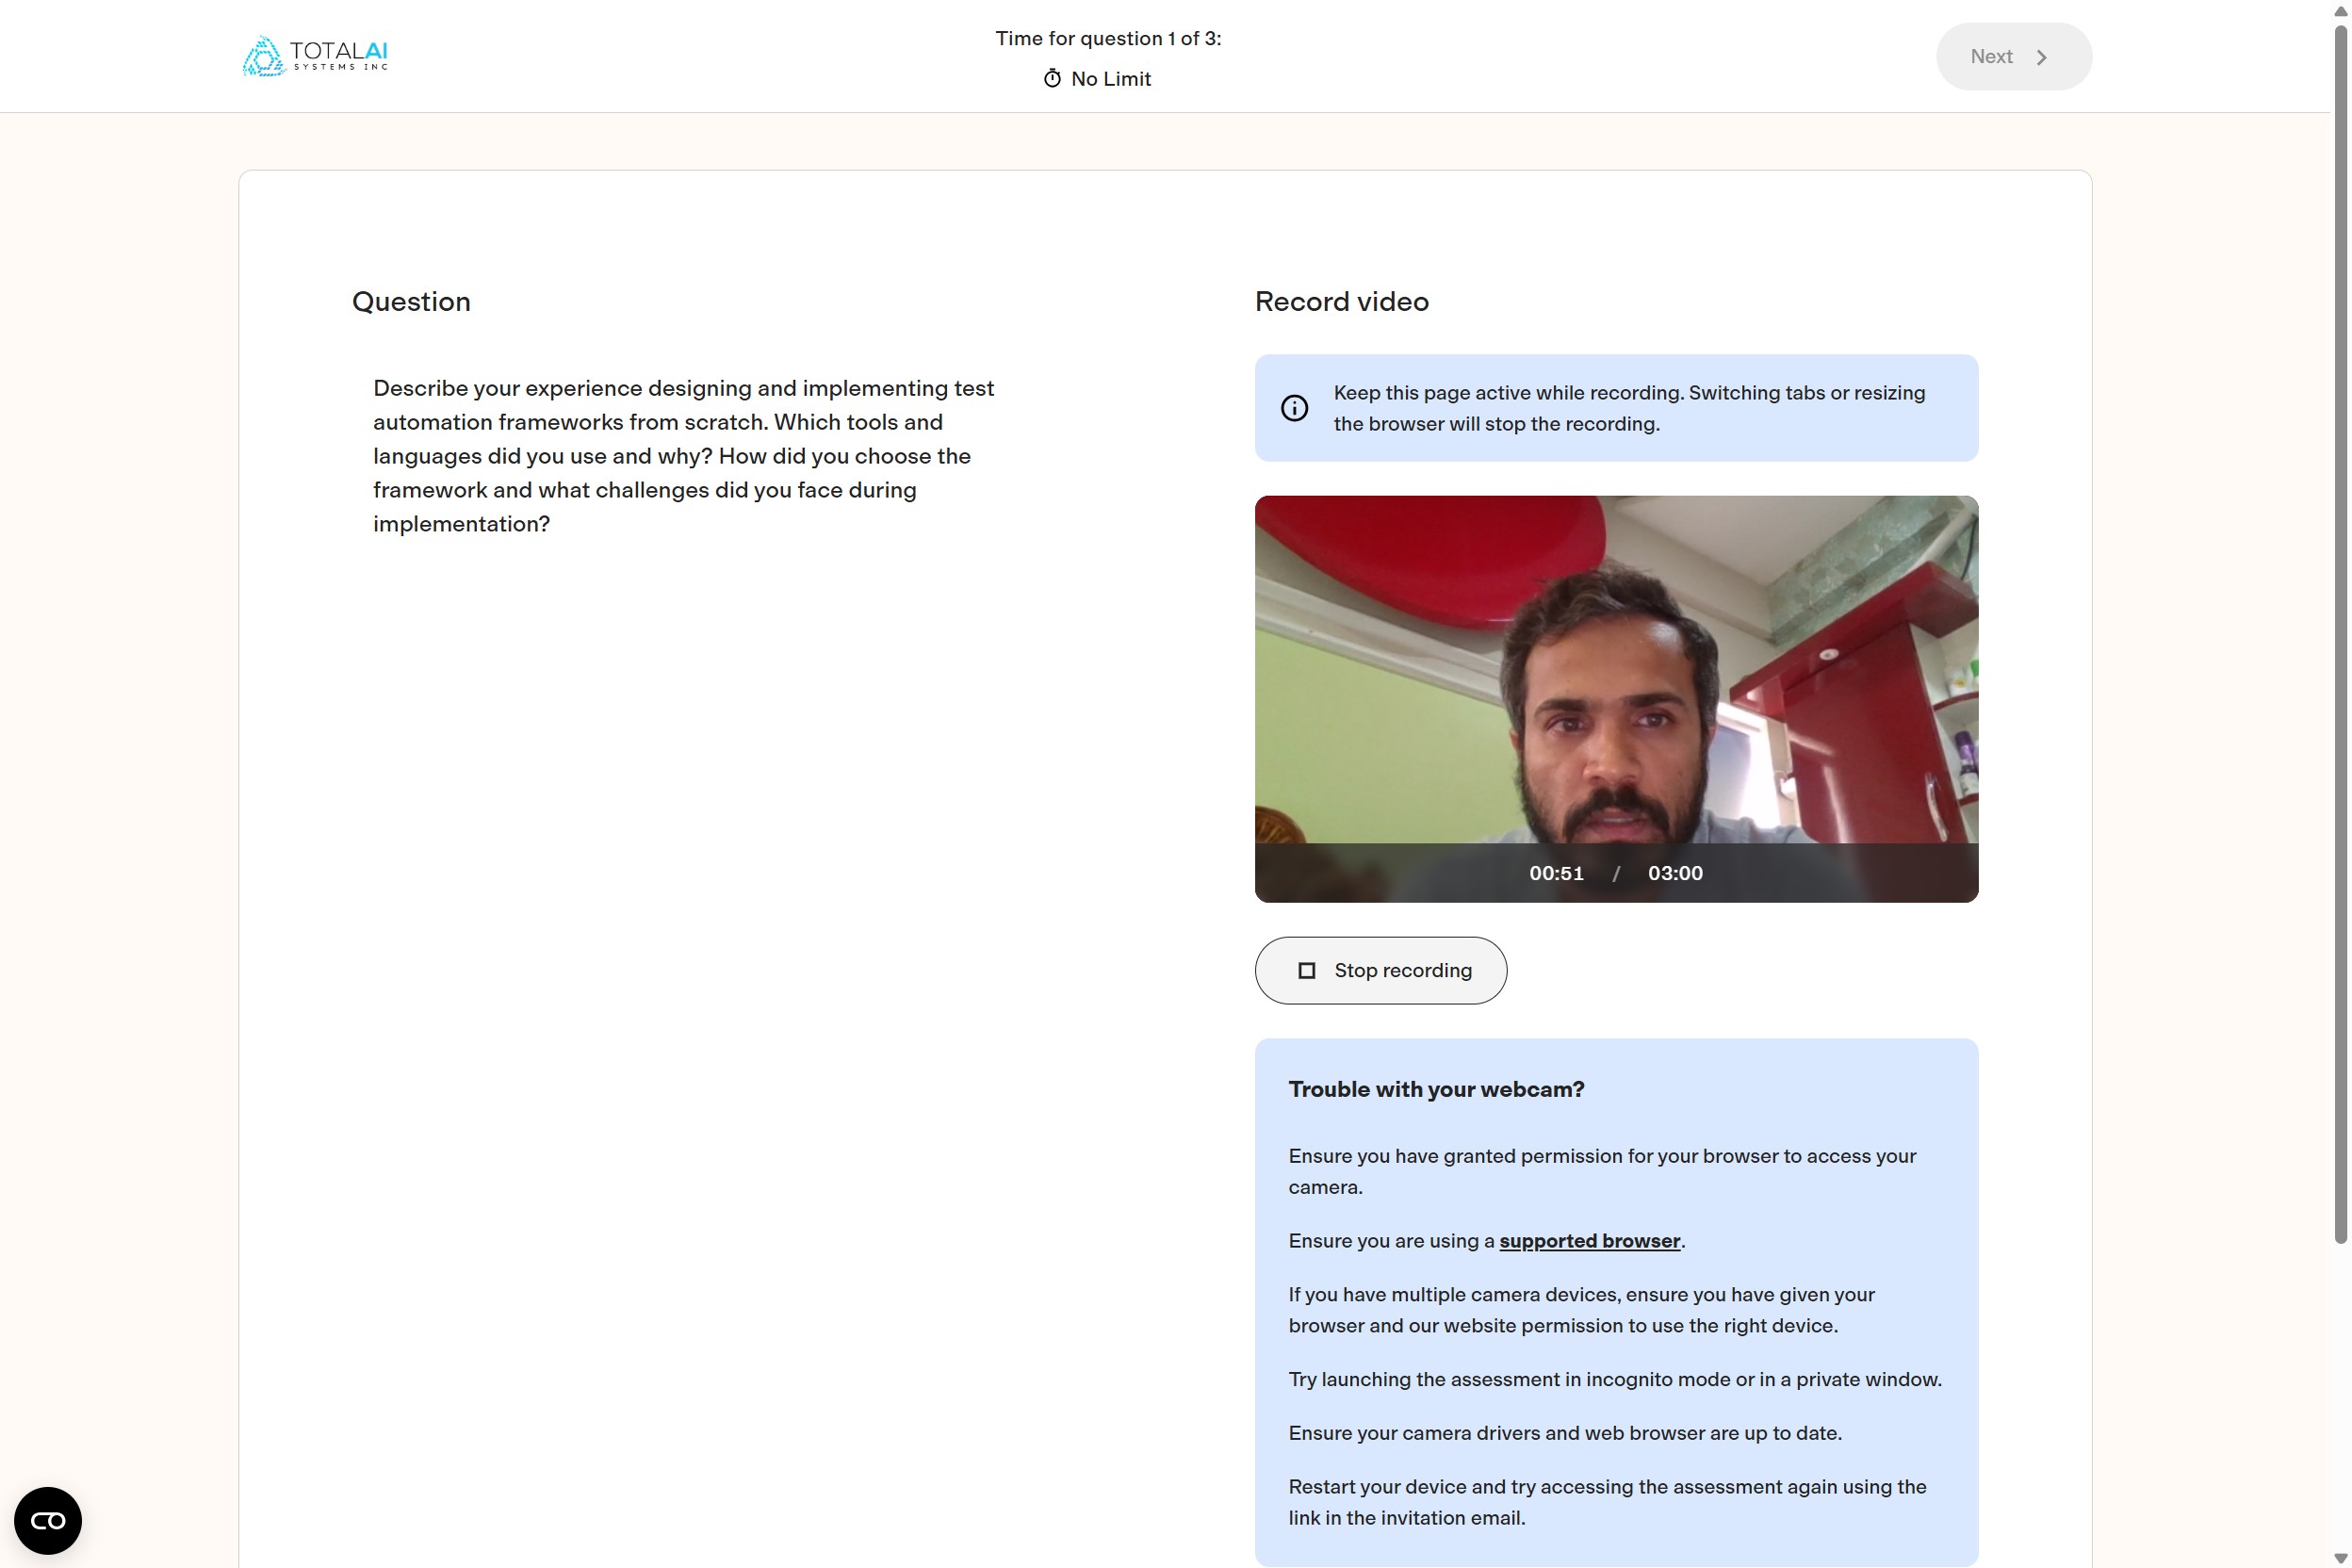 TOTALAI
SYSTEMS INC
Time for question 1 of 3:
No Limit
Next
Question
Describe your experience designing and implementing test
automation frameworks from scratch. Which tools and
languages did you use and why? How did you choose the
framework and what challenges did you face during
implementation?
Record video
Keep this page active while recording. Switching tabs or resizing
the browser will stop the recording.
00:51 / 03:00
Stop recording
Trouble with your webcam?
Ensure you have granted permission for your browser to access your
camera.
Ensure you are using a supported browser.
If you have multiple camera devices, ensure you have given your
browser and our website permission to use the right device.
Try launching the assessment in incognito mode or in a private window.
Ensure your camera drivers and web browser are up to date.
Restart your device and try accessing the assessment again using the
link in the invitation email.